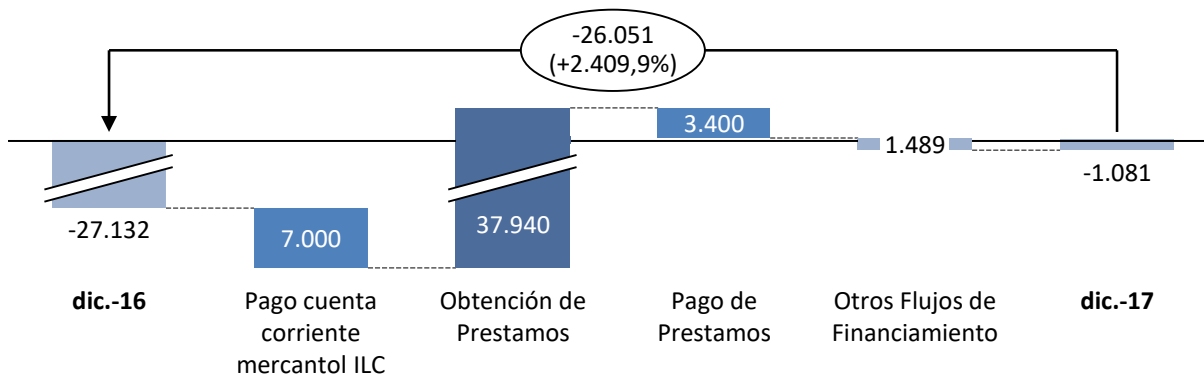 -26.051
(+2.409,9%)
3.400
1.489
-1.081
-27.132
7.000
37.940
dic.-16
Pago cuenta
corriente
mercantol ILC
Obtención de
Prestamos
Pago de
Prestamos
Otros Flujos de
Financiamiento
dic.-17